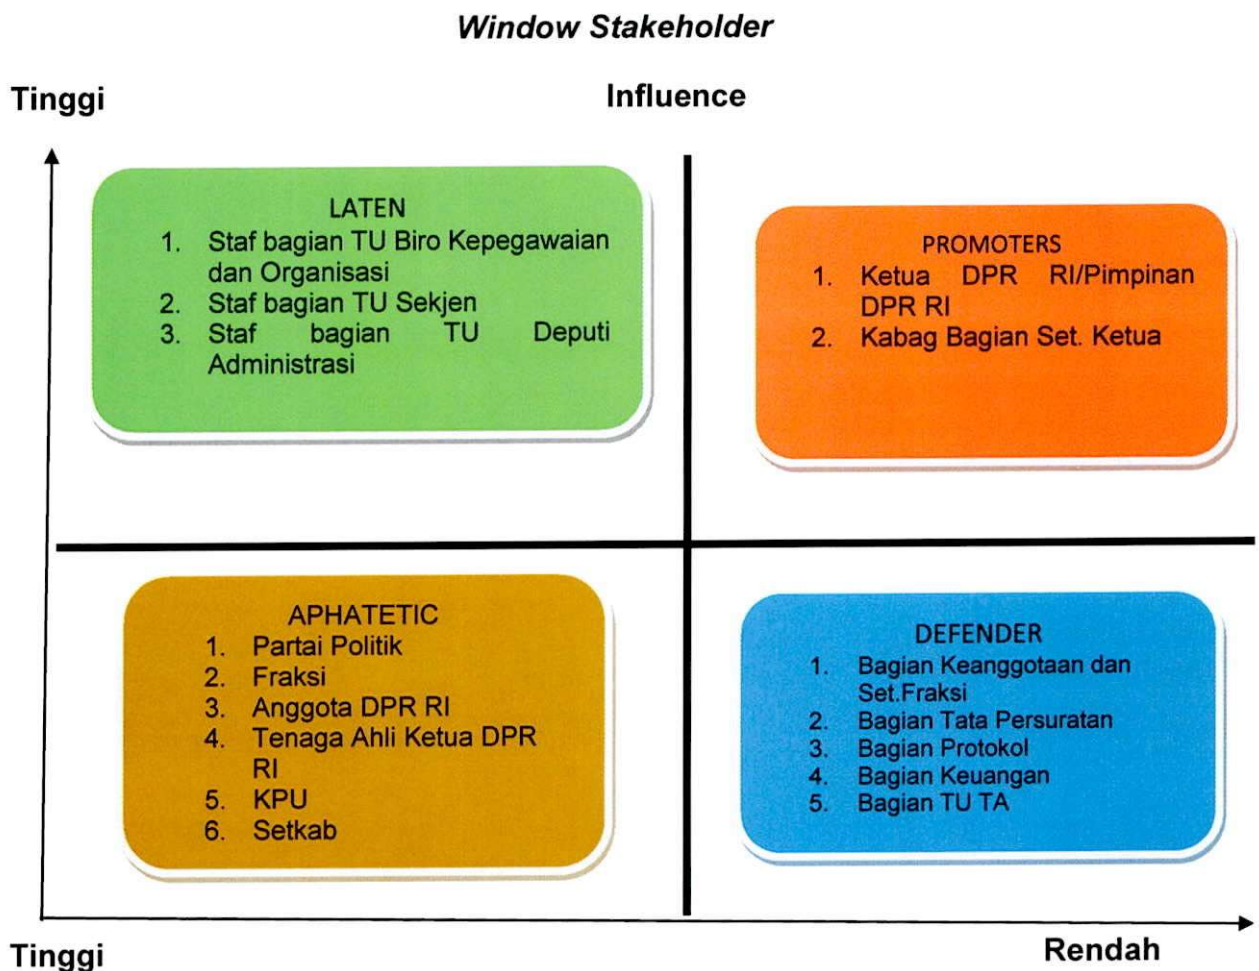 Window Stakeholder
Tinggi
Influence
LATEN
1. Staf bagian TU Biro Kepegawaian
dan Organisasi
2. Staf bagian TU Sekjen
3. Staf bagian TU Deputi
Administrasi
PROMOTERS
1. Ketua DPR RI/Pimpinan
DPR RI
2. Kabag Bagian Set. Ketua
APHATETIC
1. Partai Politik
2. Fraksi
3. Anggota DPR RI
4. Tenaga Ahli Ketua DPR
RI
5. KPU
6. Setkab
DEFENDER
1. Bagian Keanggotaan dan
Set.Fraksi
2. Bagian Tata Persuratan
3. Bagian Protokol
4. Bagian Keuangan
5. Bagian TU TA
Tinggi
Rendah